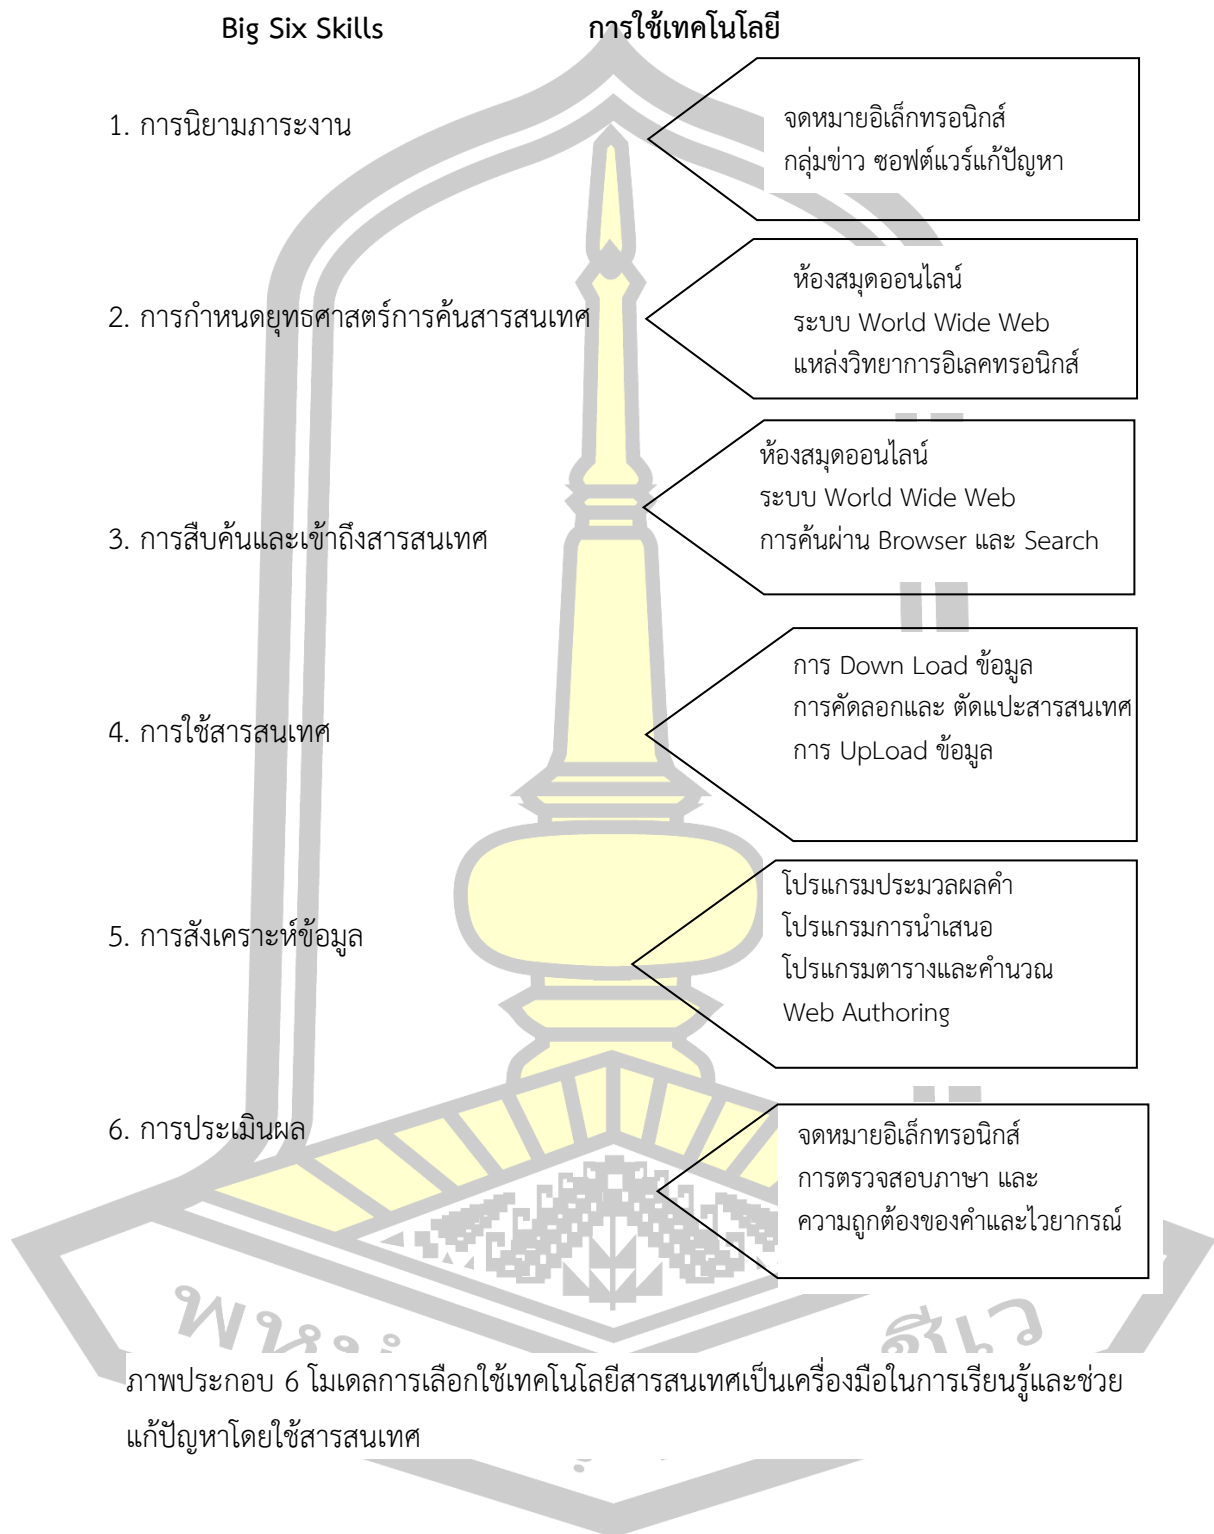 Big Six Skills การใช้เทคโนโลยี
1. การนิยามภาระงาน
จดหมายอิเล็กทรอนิกส์
กลุ่มข่าว ซอฟต์แวร์แก้ปัญหา
2. การกำหนดยุทธศาสตร์การค้นสารสนเทศ
ห้องสมุดออนไลน์
ระบบ World Wide Web
แหล่งวิทยาการอิเลคทรอนิกส์
3. การสืบค้นและเข้าถึงสารสนเทศ
ห้องสมุดออนไลน์
ระบบ World Wide Web
การค้นผ่าน Browser และ Search
4. การใช้สารสนเทศ
การ Down Load ข้อมูล
การคัดลอกและ ตัดแปะสารสนเทศ
การ UpLoad ข้อมูล
5. การสังเคราะห์ข้อมูล
โปรแกรมประมวลผลคำ
โปรแกรมการนำเสนอ
โปรแกรมตารางและคำนวณ
Web Authoring
6. การประเมินผล
จดหมายอิเล็กทรอนิกส์
การตรวจสอบภาษา และ
ความถูกต้องของคำและไวยากรณ์
ชีเว
ภาพประกอบ 6 โมเดลการเลือกใช้เทคโนโลยีสารสนเทศเป็นเครื่องมือในการเรียนรู้และช่วย
แก้ปัญหาโดยใช้สารสนเทศ